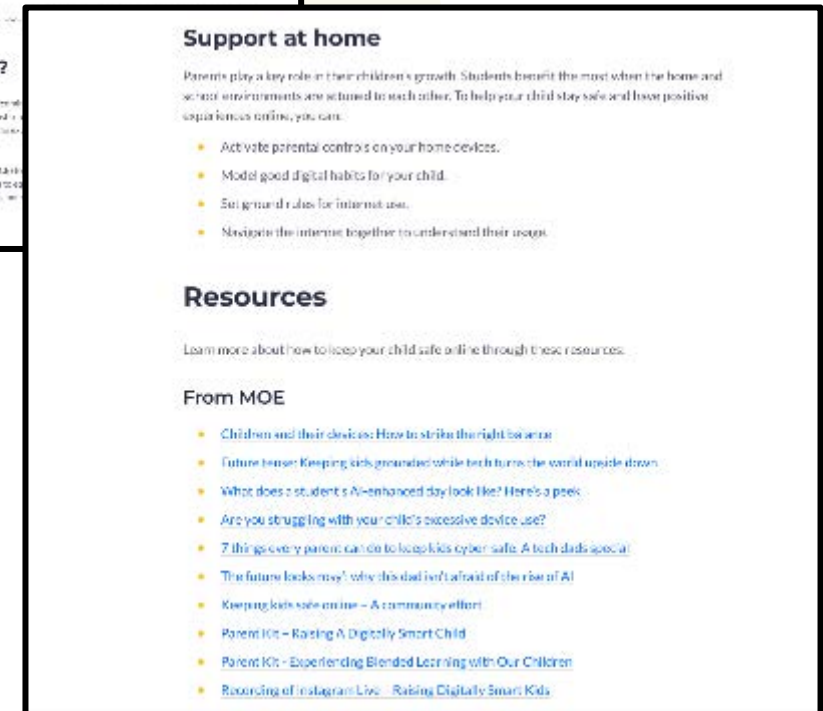 ?
Support at home
Parents play a key role in their children's growth. Students benefit the most when the home and
school environments are attuned to each other. To help your child stay safe and have positive
experiences online, you can:
Activate parental controls on your home devices.
Model good digital habits for your child.
Set ground rules for internet use.
Navigate the internet together to understand their usage.
Resources
Learn more about how to keep your child safe online through these resources:
From MOE
Children and their devices: How to strike the right balance
Future tense: Keeping kids grounded while tech turns the world upside down
What does a student's AI-enhanced day look like? Here's a peek
Are you struggling with your child's excessive device use?
7 things every parent can do to keep kids cyber-safe: A tech dad's special
'The future looks rosy': why this dad isn't afraid of the rise of AI
Keeping kids safe online – A community effort
Parent Kit – Raising A Digitally Smart Child
Parent Kit - Experiencing Blended Learning with Our Children
Recording of Instagram Live – Raising Digitally Smart Kids